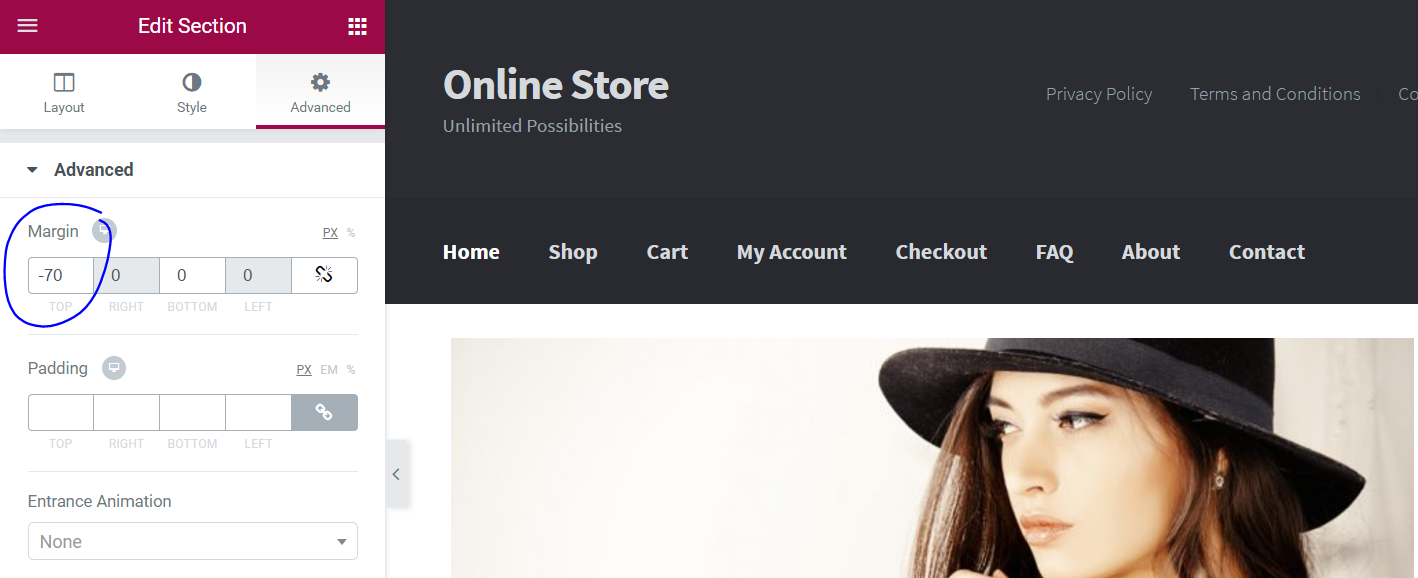 Edit Section
Layout Style Advanced
Advanced
Margin PX %
-70 0 0 0
TOP RIGHT BOTTOM LEFT
Padding PX EM %
TOP RIGHT BOTTOM LEFT
Entrance Animation
None
Online Store
Unlimited Possibilities
Privacy Policy Terms and Conditions Co
Home Shop Cart My Account Checkout FAQ About Contact